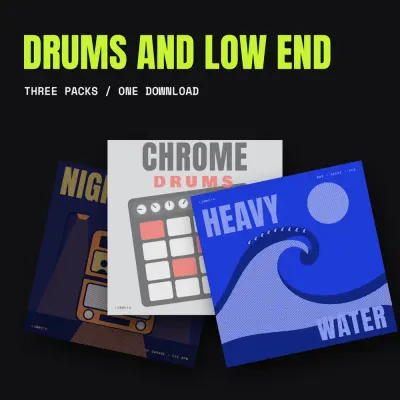 DRUMS AND LOW END
THREE PACKS / ONE DOWNLOAD
CHROME
DRUMS
HEAVY
WATER